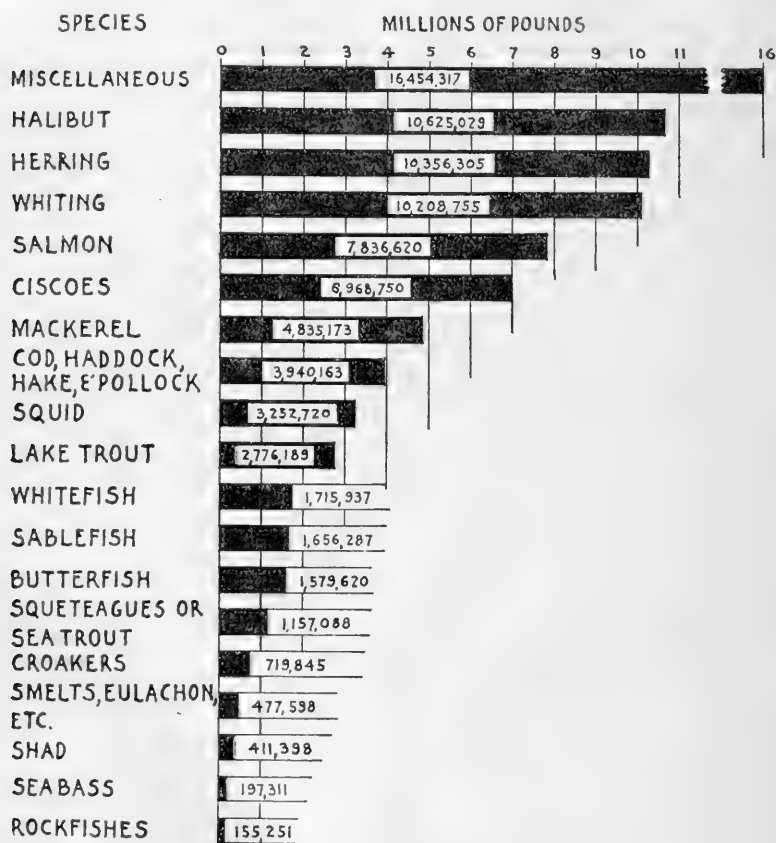 SPECIES MILLIONS OF POUNDS
0 1 2 3 4 5 6 7 8 9 10 11 16
MISCELLANEOUS 16,454,317
HALIBUT 10,625,029
HERRING 10,356,305
WHITING 10,208,755
SALMON 7,836,620
CISCOES 6,968,750
MACKEREL 4,835,173
COD, HADDOCK,
HAKE, & POLLOCK 3,940,163
SQUID 3,252,720
LAKE TROUT 2,776,189
WHITEFISH 1,715,937
SABLEFISH 1,656,287
BUTTERFISH 1,579,620
SQUETEAGUES OR
SEA TROUT 1,157,088
CROAKERS 719,845
SMELTS, EULACHON,
ETC. 477,598
SHAD 411,398
SEA BASS 197,311
ROCKFISHES 155,251